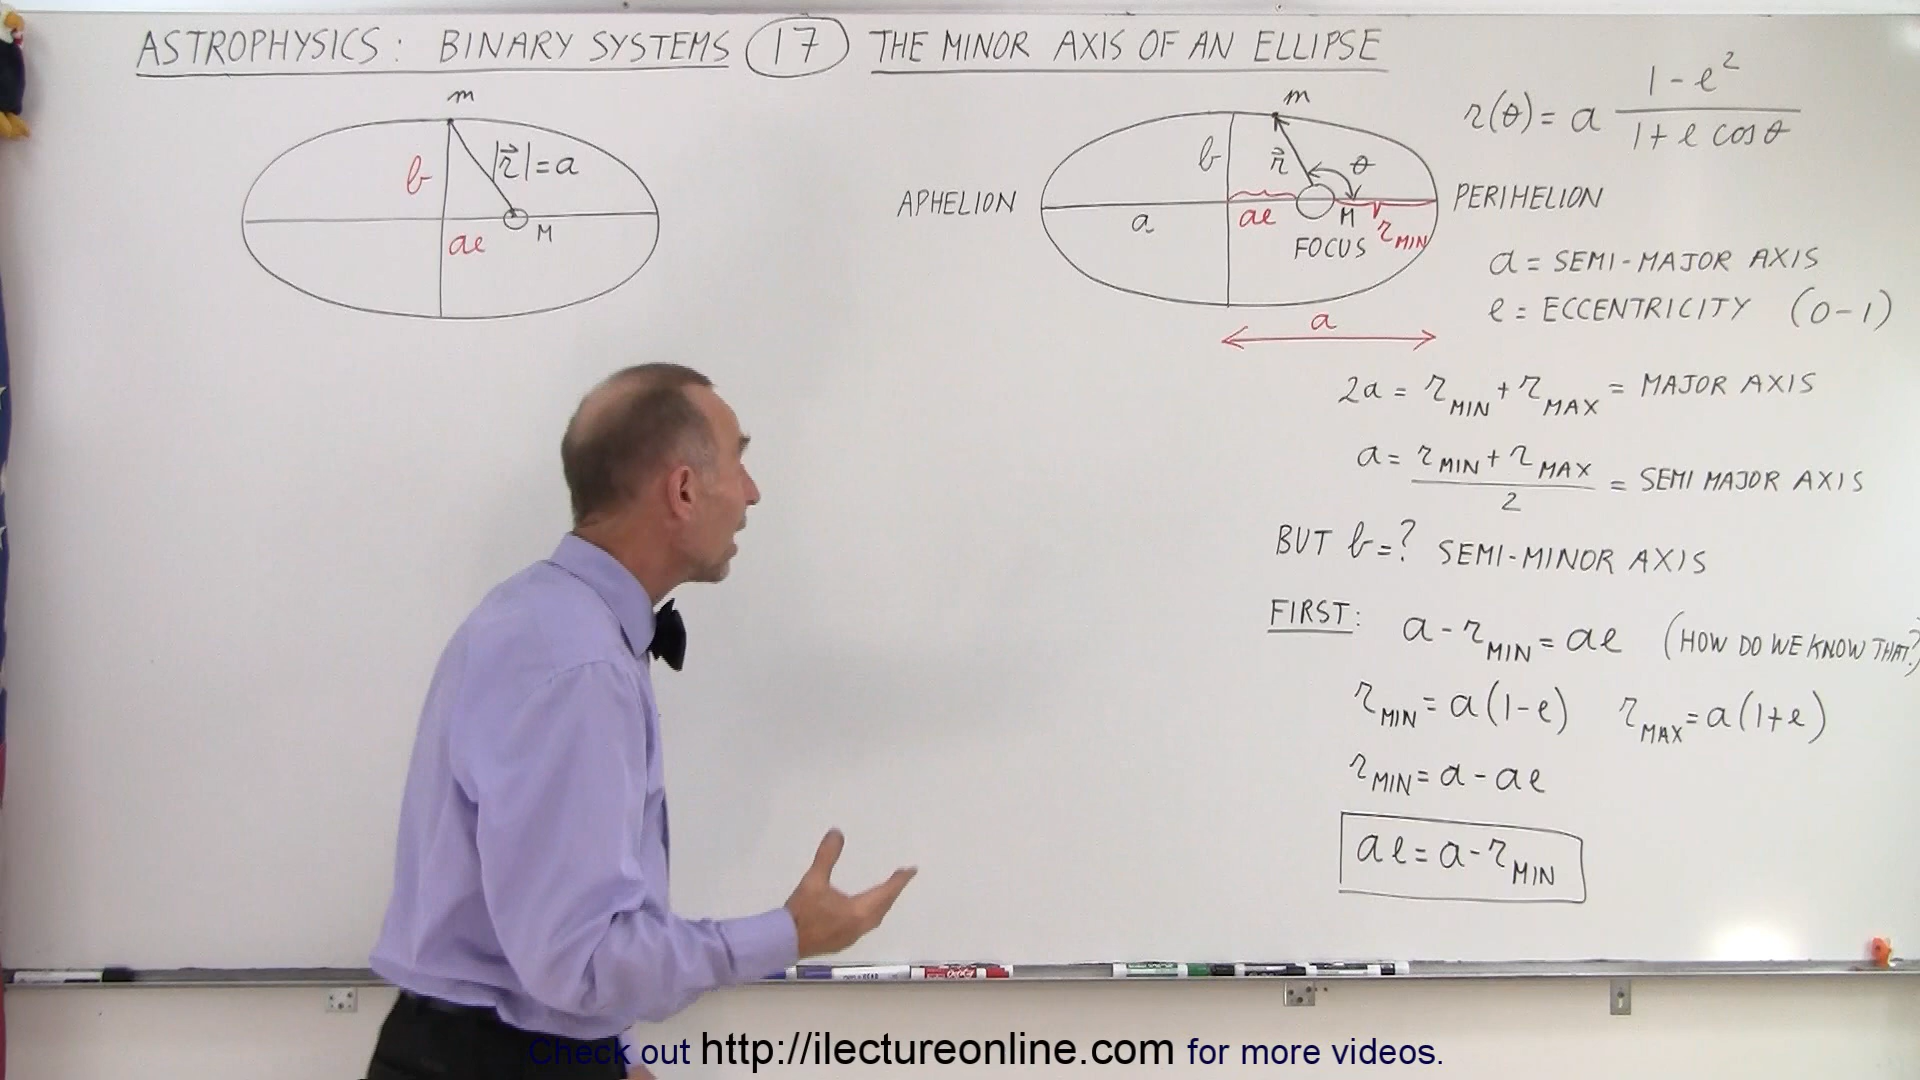 ASTROPHYSICS: BINARY SYSTEMS 17 THE MINOR AXIS OF AN ELLIPSE
m
b
|r⃗| = a
ae
M
m
b
r⃗
θ
APHELION
PERIHELION
a
ae
M
r_MIN
FOCUS
a
r(θ) = a (1 - e²) / (1 + e cos θ)
a = SEMI-MAJOR AXIS
e = ECCENTRICITY (0-1)
2a = r_MIN + r_MAX = MAJOR AXIS
a = (r_MIN + r_MAX) / 2 = SEMI MAJOR AXIS
BUT b = ? SEMI-MINOR AXIS
FIRST: a - r_MIN = ae (HOW DO WE KNOW THAT?)
r_MIN = a(1-e) r_MAX = a(1+e)
r_MIN = a - ae
ae = a - r_MIN
Check out http://ilectureonline.com for more videos.